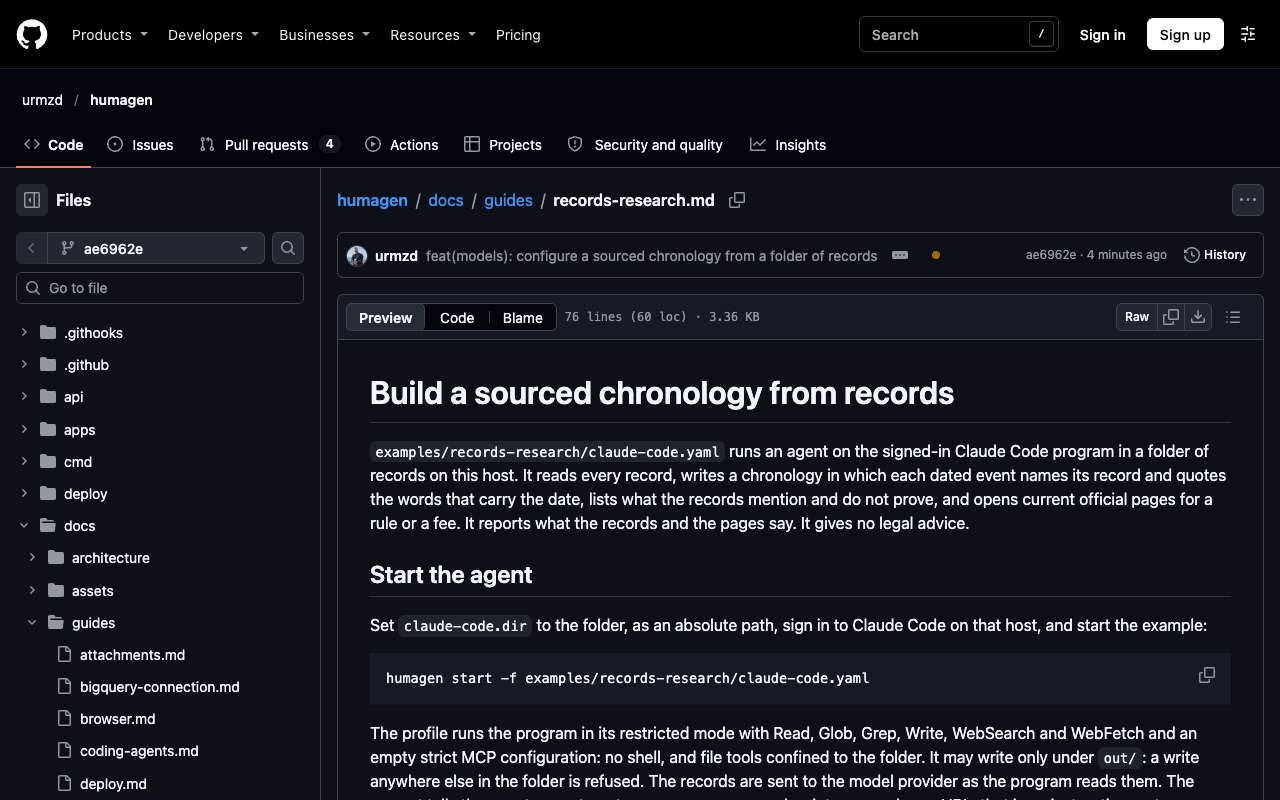 Products
Developers
Businesses
Resources
Pricing
Search
/
Sign in
Sign up
urmzd / humagen
Code
Issues
Pull requests 4
Actions
Projects
Security and quality
Insights
Files
ae6962e
Go to file
.githooks
.github
api
apps
cmd
deploy
docs
architecture
assets
guides
attachments.md
bigquery-connection.md
browser.md
coding-agents.md
deploy.md
humagen / docs / guides / records-research.md
urmzd feat(models): configure a sourced chronology from a folder of records
ae6962e · 4 minutes ago
History
Preview
Code
Blame
76 lines (60 loc) · 3.36 KB
Raw
Build a sourced chronology from records
examples/records-research/claude-code.yaml runs an agent on the signed-in Claude Code program in a folder of
records on this host. It reads every record, writes a chronology in which each dated event names its record and quotes
the words that carry the date, lists what the records mention and do not prove, and opens current official pages for a
rule or a fee. It reports what the records and the pages say. It gives no legal advice.
Start the agent
Set claude-code.dir to the folder, as an absolute path, sign in to Claude Code on that host, and start the example:
humagen start -f examples/records-research/claude-code.yaml
The profile runs the program in its restricted mode with Read, Glob, Grep, Write, WebSearch and WebFetch and an
empty strict MCP configuration: no shell, and file tools confined to the folder. It may write only under out/ : a write
anywhere else in the folder is refused. The records are sent to the model provider as the program reads them. The